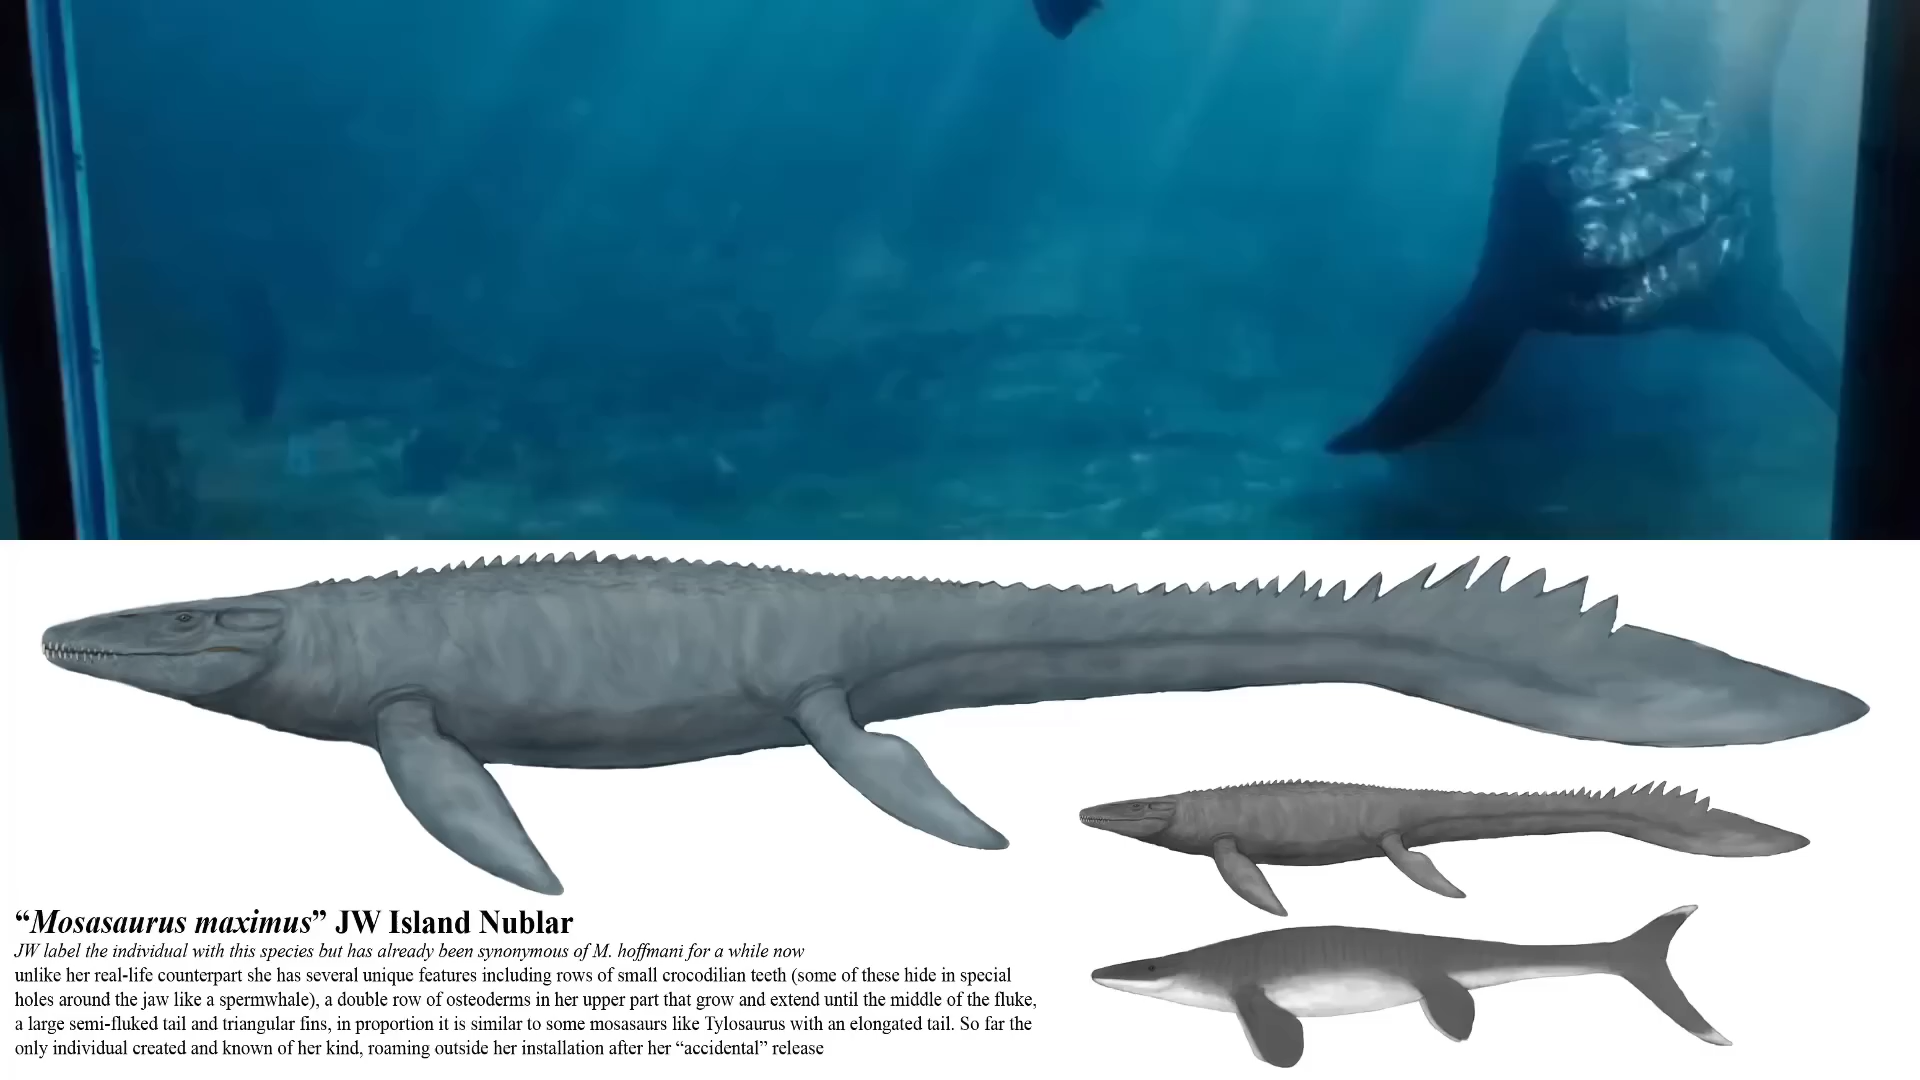 “Mosasaurus maximus” JW Island Nublar
JW label the individual with this species but has already been synonymous of M. hoffmani for a while now
unlike her real-life counterpart she has several unique features including rows of small crocodilian teeth (some of these hide in special
holes around the jaw like a spermwhale), a double row of osteoderms in her upper part that grow and extend until the middle of the fluke,
a large semi-fluked tail and triangular fins, in proportion it is similar to some mosasaurs like Tylosaurus with an elongated tail. So far the
only individual created and known of her kind, roaming outside her installation after her “accidental” release